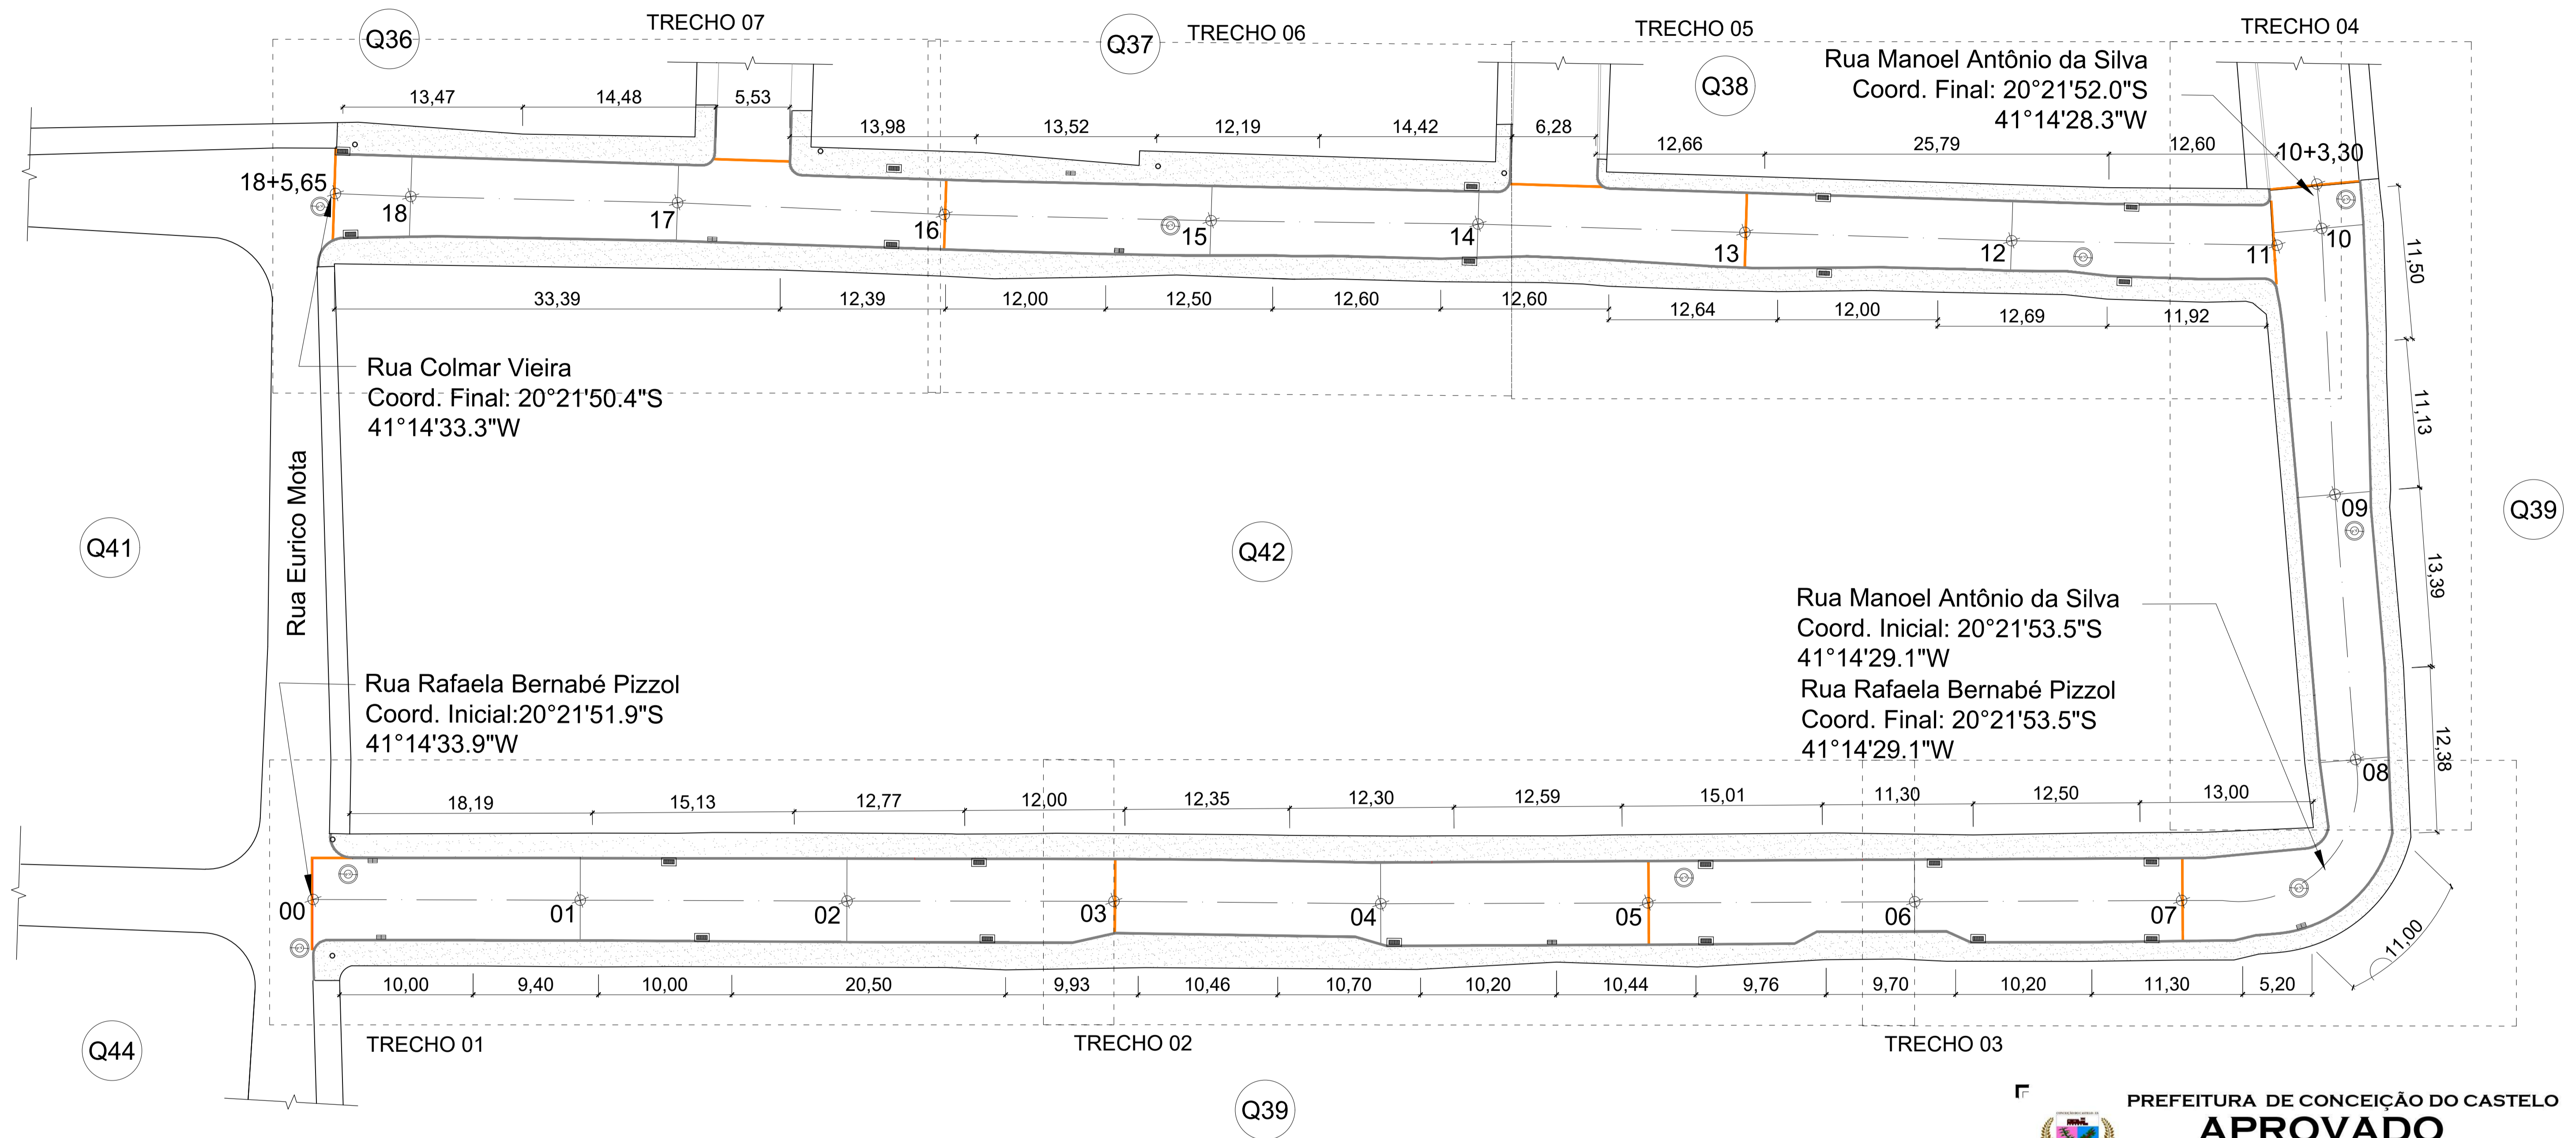 TRECHO 07
TRECHO 06
TRECHO 05
TRECHO 04
Q36
Q37
Q38
Rua Manoel Antônio da Silva
Coord. Final: 20°21'52.0"S
41°14'28.3"W
13,47
14,48
5,53
13,98
13,52
12,19
14,42
6,28
12,66
25,79
12,60
10+3,30
18+5,65
18
17
16
15
14
13
12
11
10
33,39
12,39
12,00
12,50
12,60
12,60
12,64
12,00
12,69
11,92
11,50
11,13
13,39
12,38
Rua Colmar Vieira
Coord. Final: 20°21'50.4"S
41°14'33.3"W
Rua Eurico Mota
Q41
Q42
Q39
09
08
Rua Manoel Antônio da Silva
Coord. Inicial: 20°21'53.5"S
41°14'29.1"W
Rua Rafaela Bernabé Pizzol
Coord. Final: 20°21'53.5"S
41°14'29.1"W
Rua Rafaela Bernabé Pizzol
Coord. Inicial:20°21'51.9"S
41°14'33.9"W
18,19
15,13
12,77
12,00
12,35
12,30
12,59
15,01
11,30
12,50
13,00
00
01
02
03
04
05
06
07
11,00
10,00
9,40
10,00
20,50
9,93
10,46
10,70
10,20
10,44
9,76
9,70
10,20
11,30
5,20
TRECHO 01
TRECHO 02
TRECHO 03
Q44
Q39
PREFEITURA DE CONCEIÇÃO DO CASTELO
APROVADO